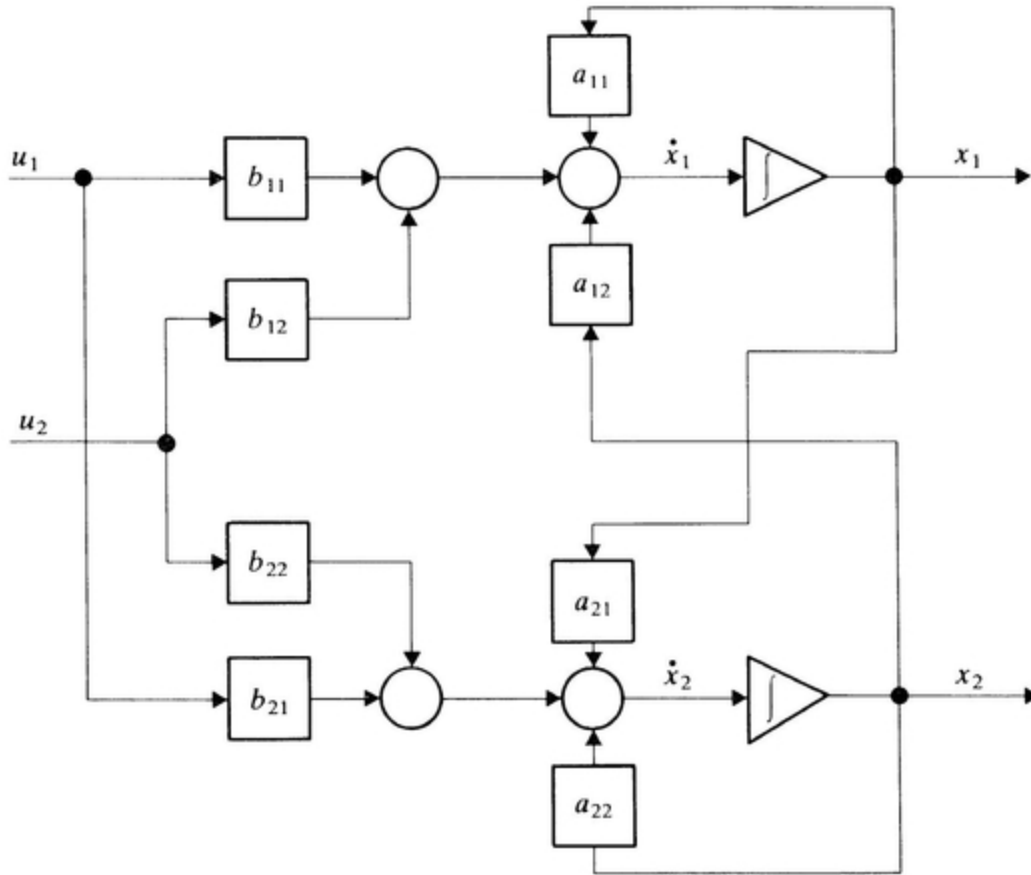 a₁₁
u₁
b₁₁
ẋ₁
∫
x₁
a₁₂
b₁₂
u₂
b₂₂
a₂₁
b₂₁
ẋ₂
∫
x₂
a₂₂